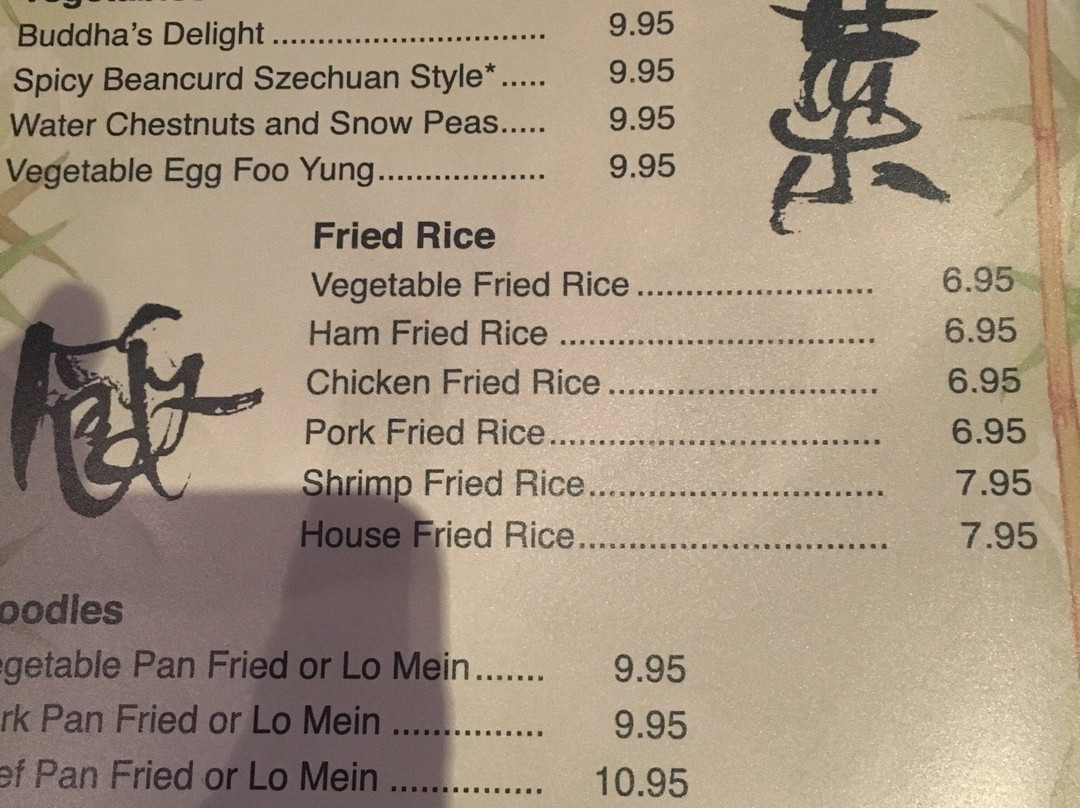 Buddha's Delight ................................ 9.95
Spicy Beancurd Szechuan Style*..... 9.95
Water Chestnuts and Snow Peas..... 9.95
Vegetable Egg Foo Yung.................. 9.95
Fried Rice
Vegetable Fried Rice ......................... 6.95
Ham Fried Rice ................................. 6.95
Chicken Fried Rice ............................ 6.95
Pork Fried Rice.................................. 6.95
Shrimp Fried Rice.............................. 7.95
House Fried Rice............................... 7.95
oodles
getable Pan Fried or Lo Mein....... 9.95
rk Pan Fried or Lo Mein ............... 9.95
ef Pan Fried or Lo Mein ............... 10.95